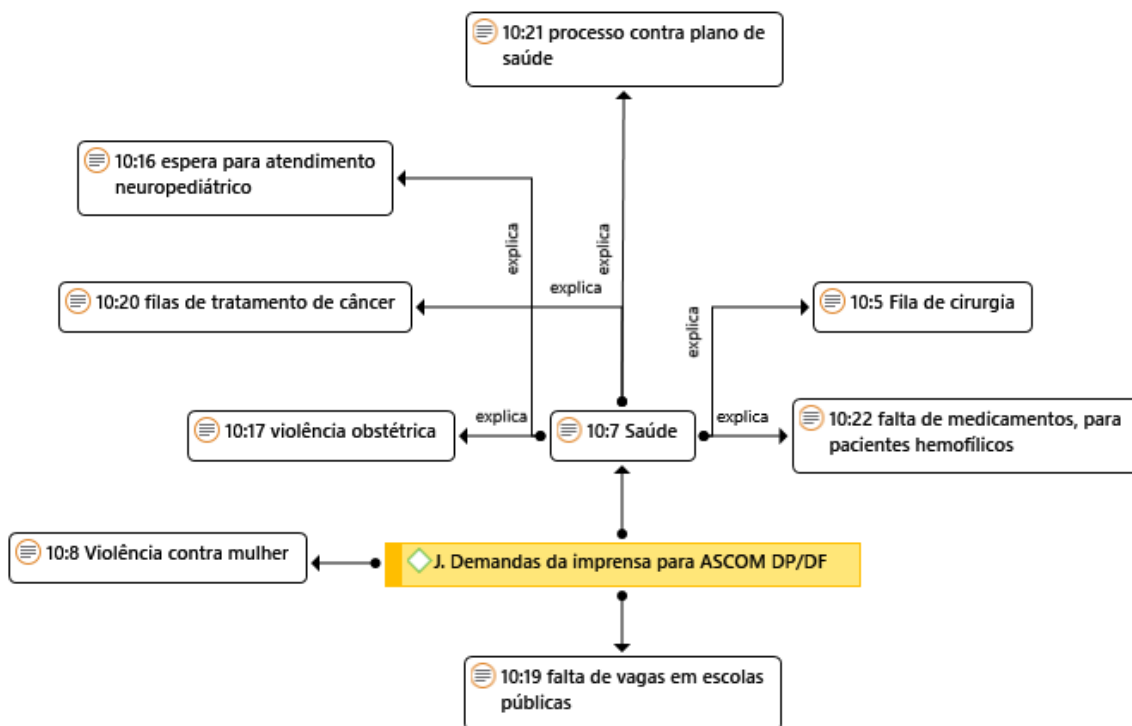 10:21 processo contra plano de
saúde
10:16 espera para atendimento
neuropediátrico
explica
explica
explica
10:20 filas de tratamento de câncer
10:5 Fila de cirurgia
explica
10:17 violência obstétrica
explica
10:7 Saúde
explica
10:22 falta de medicamentos, para
pacientes hemofílicos
10:8 Violência contra mulher
J. Demandas da imprensa para ASCOM DP/DF
10:19 falta de vagas em escolas
públicas